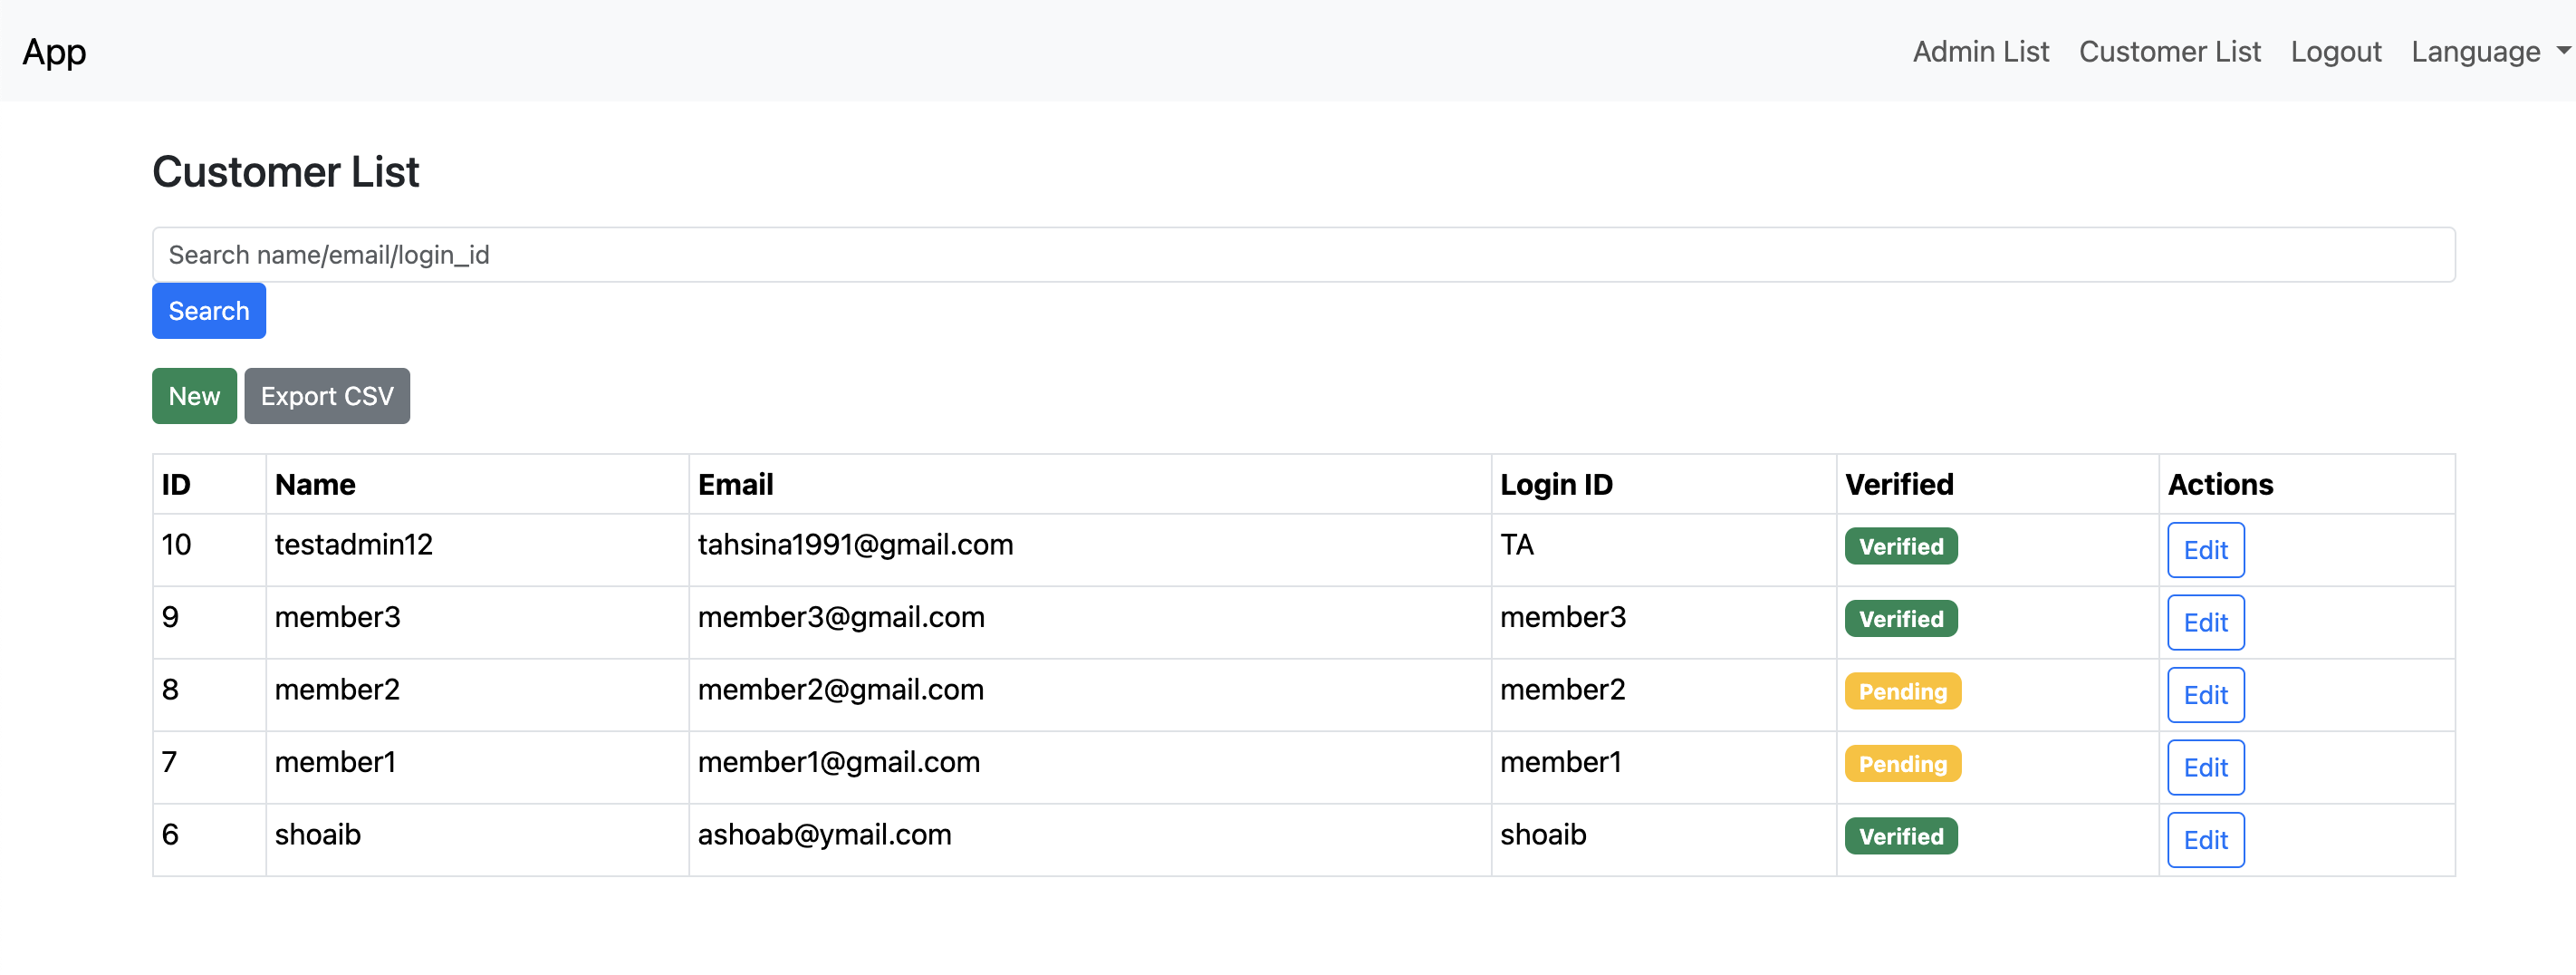 App Admin List Customer List Logout Language
Customer List
Search name/email/login_id
Search
New Export CSV
ID Name Email Login ID Verified Actions
10 testadmin12 tahsina1991@gmail.com TA Verified Edit
9 member3 member3@gmail.com member3 Verified Edit
8 member2 member2@gmail.com member2 Pending Edit
7 member1 member1@gmail.com member1 Pending Edit
6 shoaib ashoab@ymail.com shoaib Verified Edit